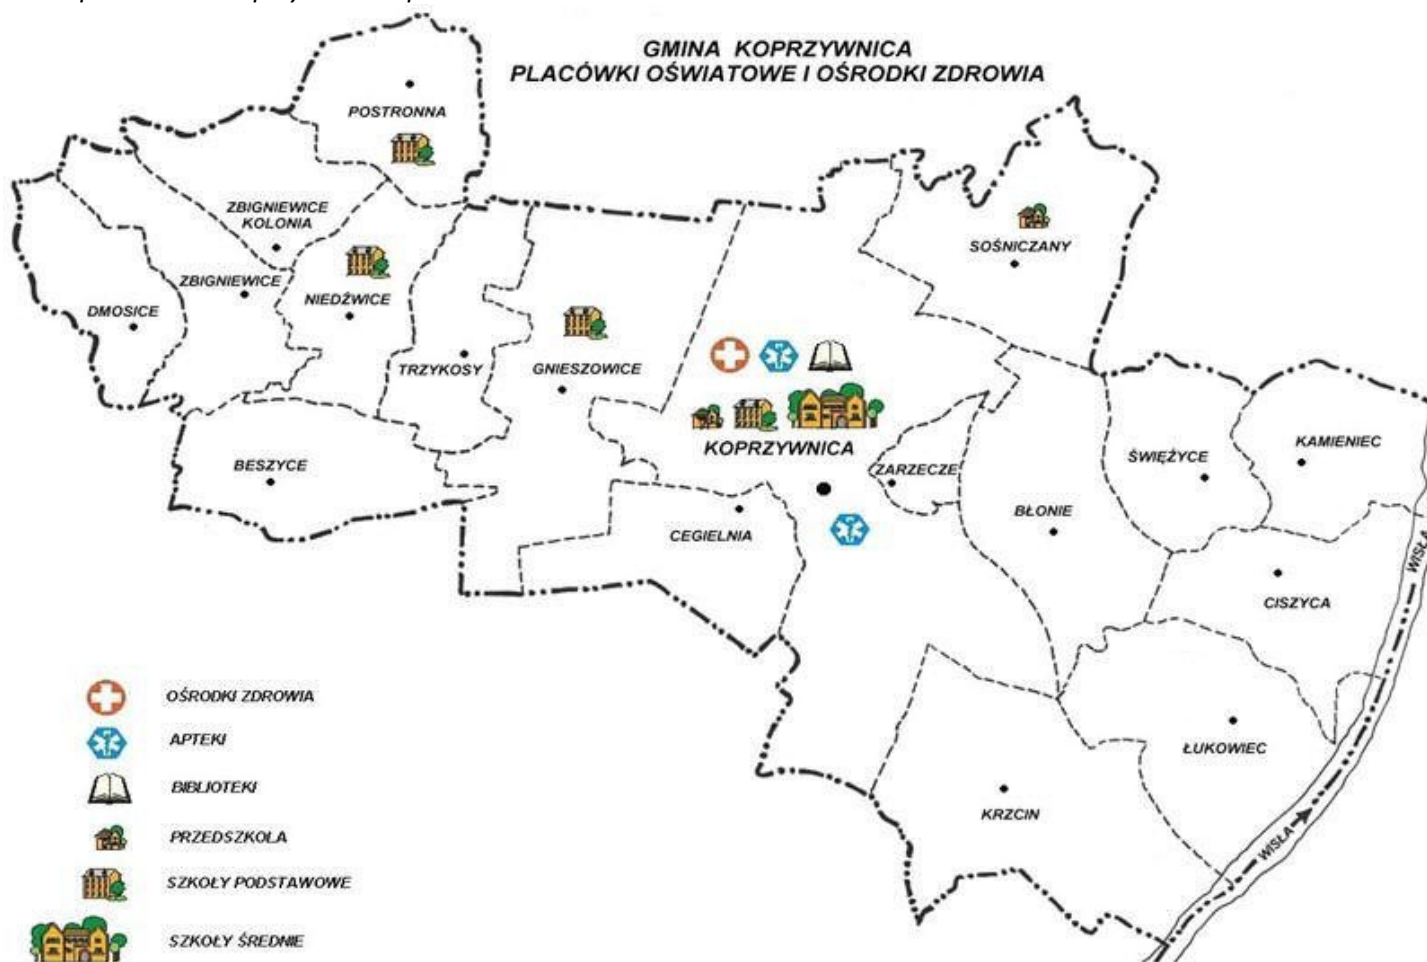 GMINA KOPRZYWNICA
PLACÓWKI OŚWIATOWE I OŚRODKI ZDROWIA
POSTRONNA
ZBIGNIEWICE
KOLONIA
SOŚNICZANY
ZBIGNIEWICE
NIEDŹWICE
DMOSICE
TRZYKOSY
GNIESZOWICE
KOPRZYWNICA
KAMIENIEC
ŚWIĘŻYCE
BESZYCE
ZARZECZE
BŁONIE
CEGIELNIA
WISŁA
CISZYCA
ŁUKOWIEC
KRZCIN
WISŁA
OŚRODKI ZDROWIA
APTEKI
BIBLIOTEKI
PRZEDSZKOLA
SZKOŁY PODSTAWOWE
SZKOŁY ŚREDNIE